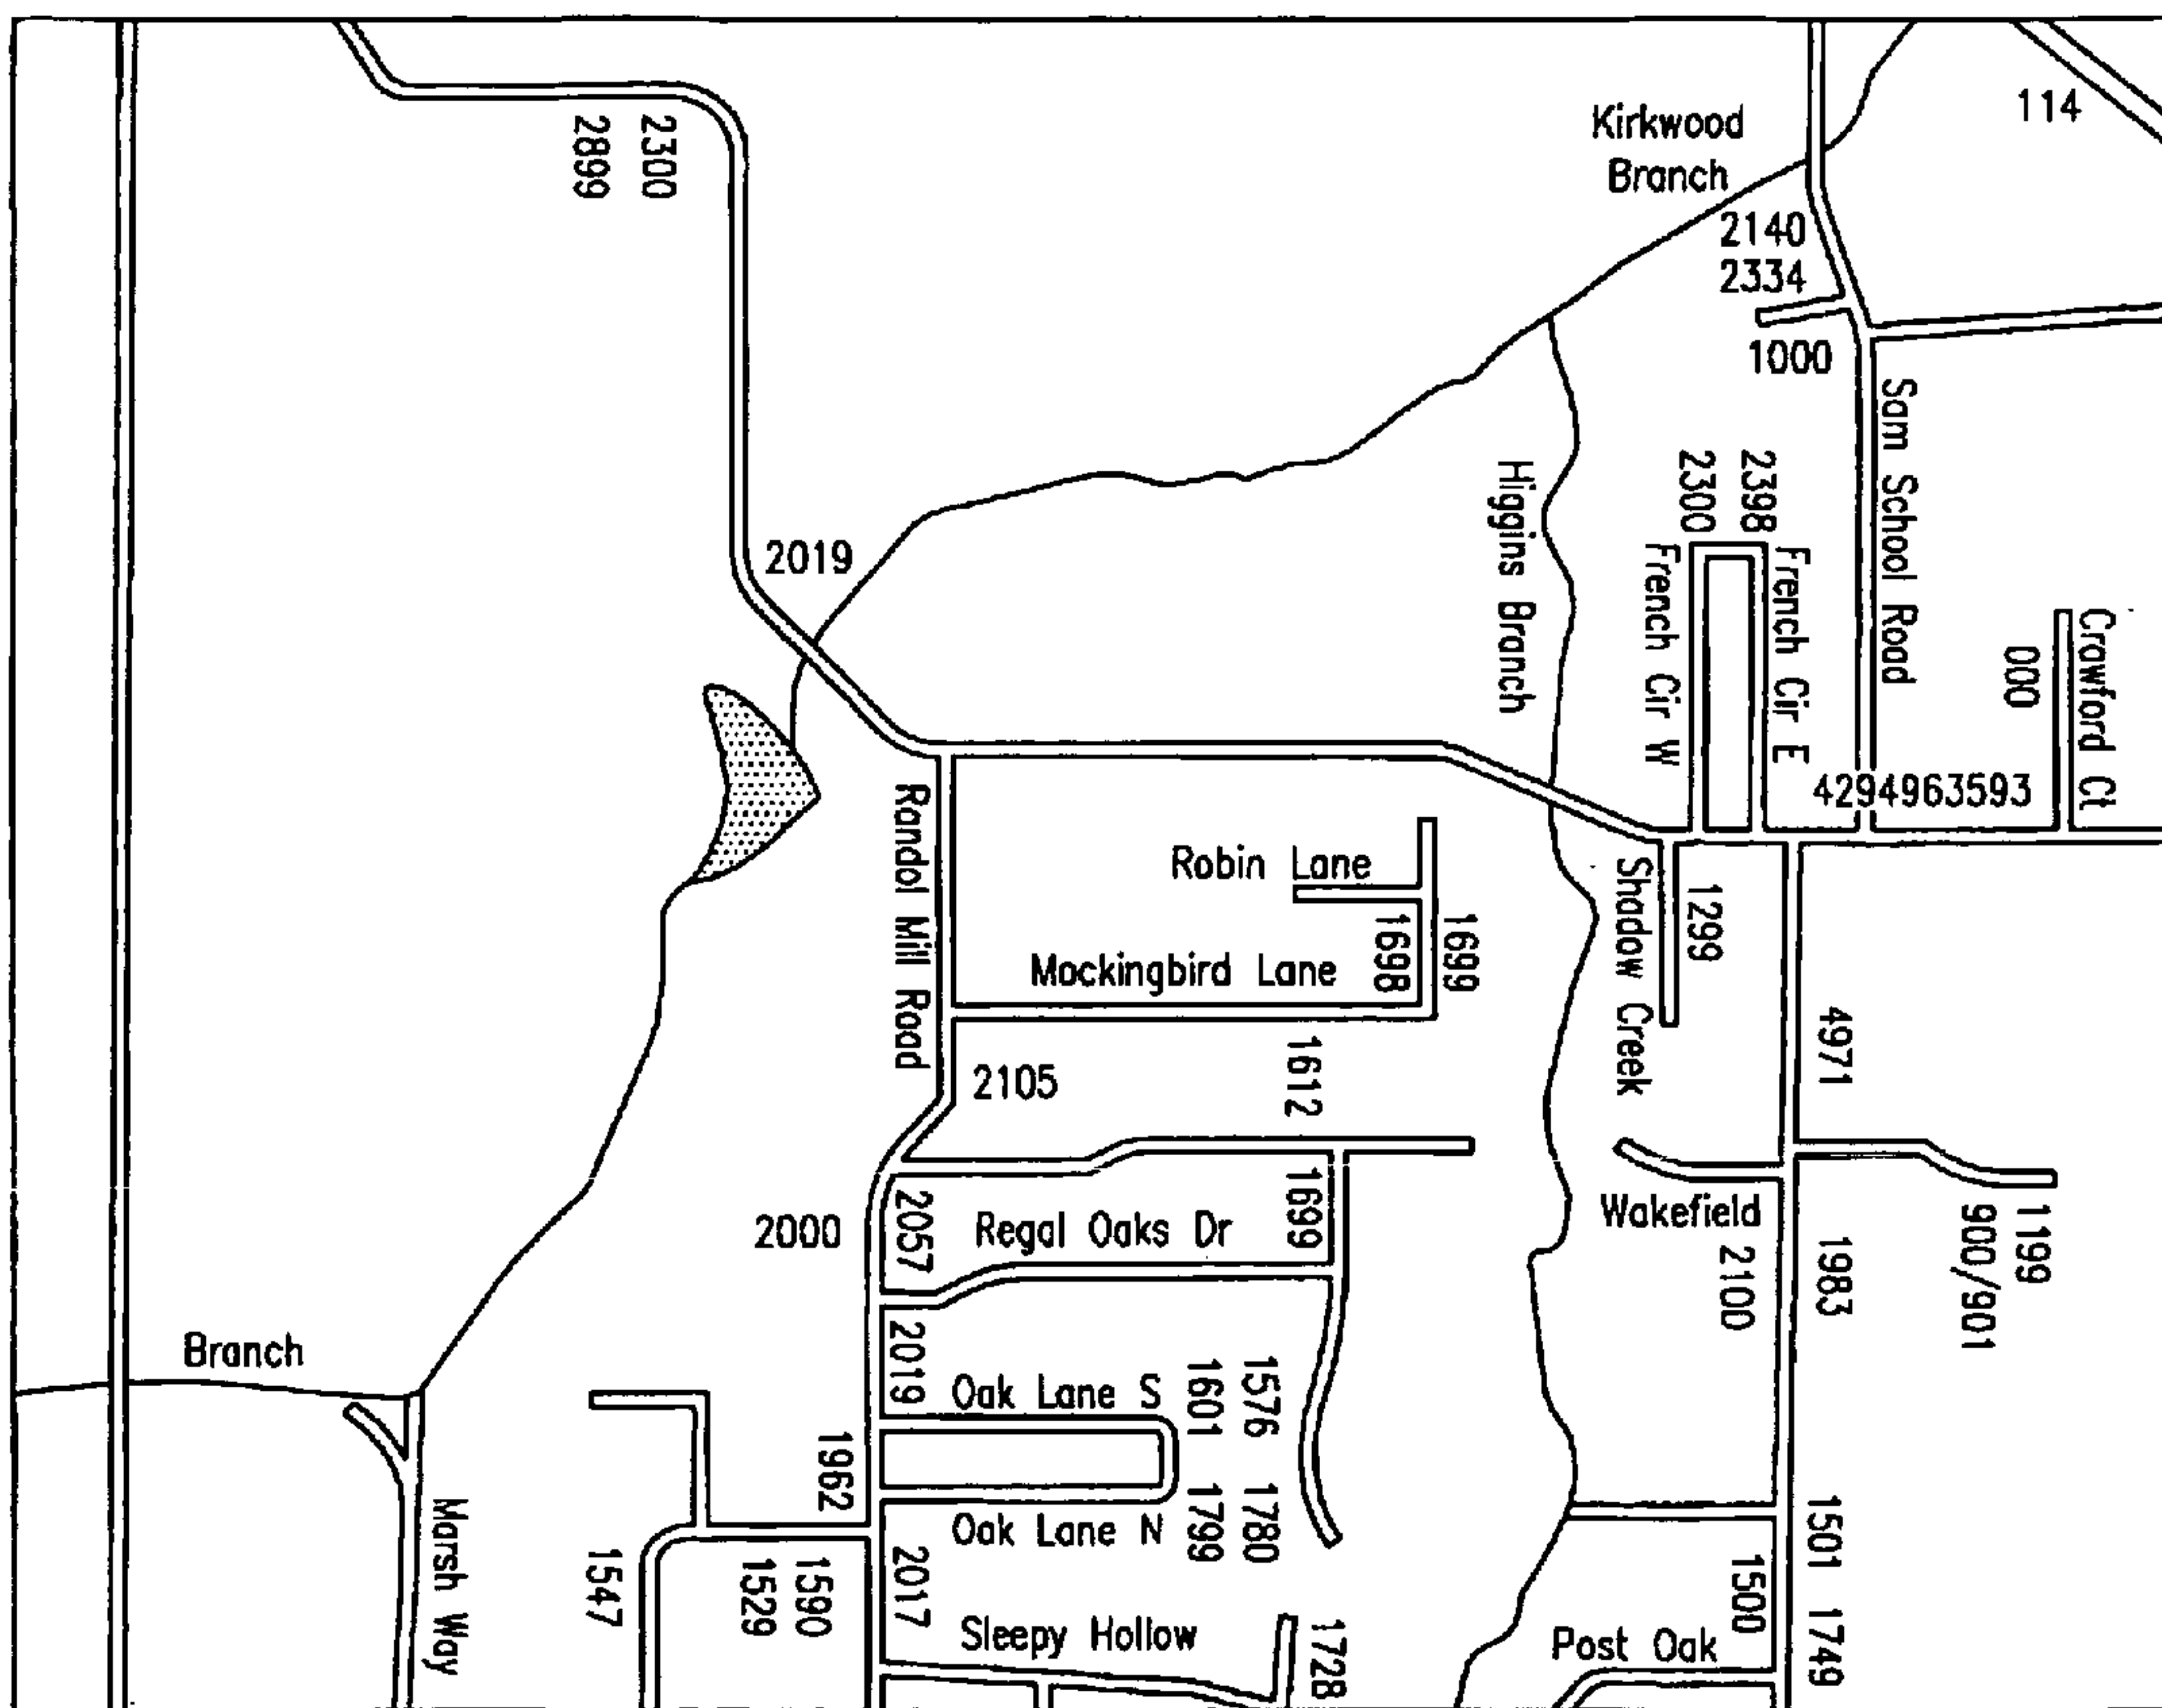 114
Kirkwood
Branch
2300
2899
2140
2334
1000
Sam School Road
2398
2300
Higgins Branch
2019
French Cir W
French Cir E
Crawford Ct
000
4294963593
Randol Mill Road
Robin Lane
1699
1698
Shadow Creek
1299
Mockingbird Lane
4971
2105
1612
1699
Wakefield
2000
2057
Regal Oaks Dr
2100
1983
1199
900/901
Branch
2019
Oak Lane S
1576 1780
1601 1799
1962
Oak Lane N
Marsh Way
1547
1590
1529
2017
1501 1749
1500
Sleepy Hollow
1728
Post Oak